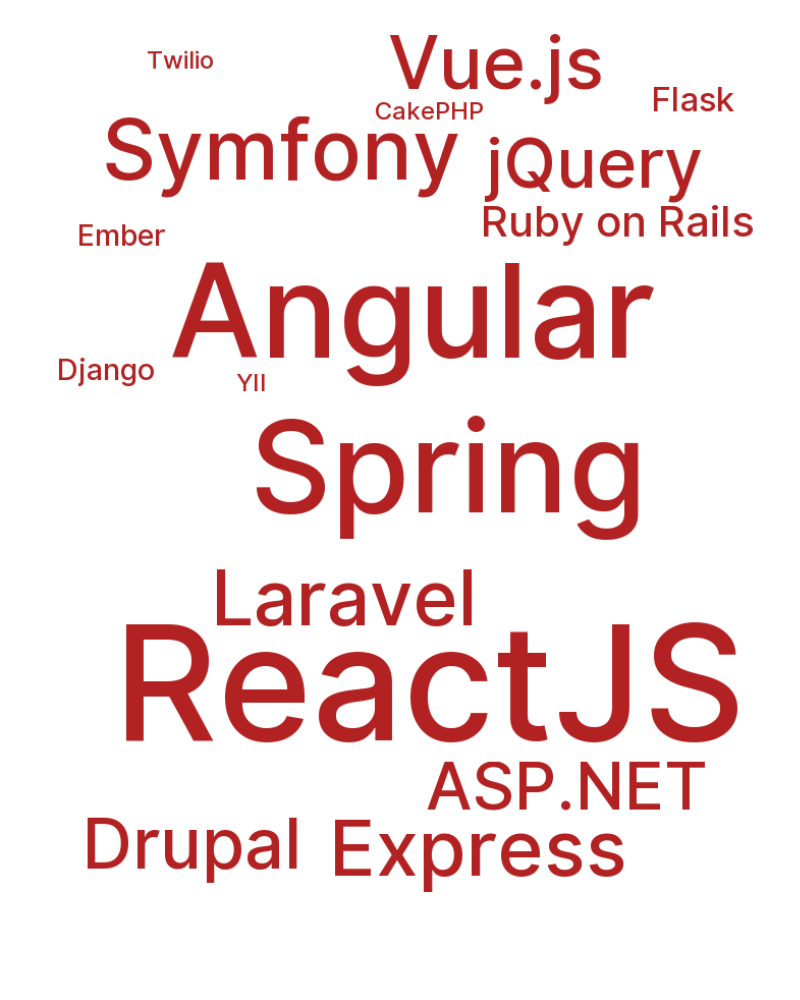 Vue.js
Twilio
Flask
CakePHP
Symfony
jQuery
Ruby on Rails
Ember
Angular
Django
YII
Spring
Laravel
ReactJS
ASP.NET
Drupal
Express